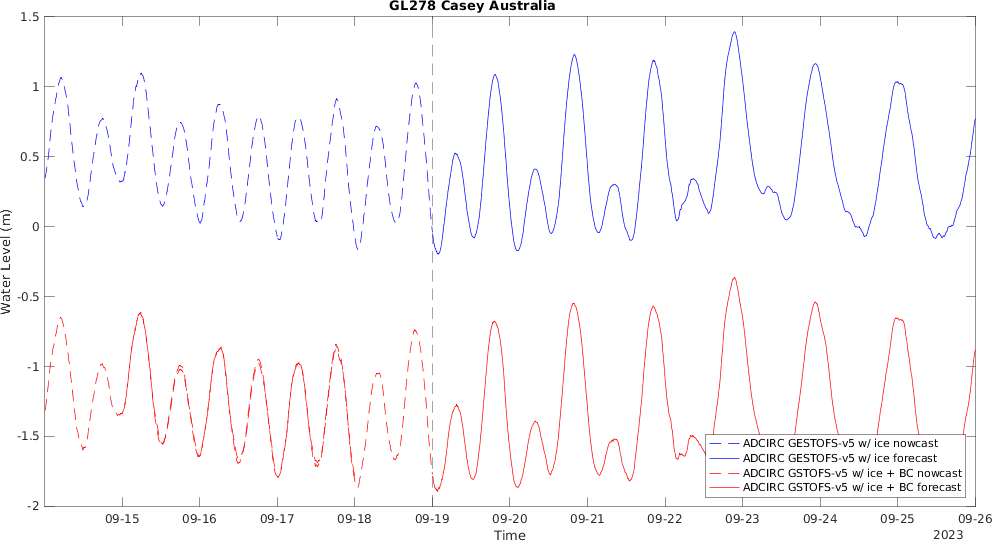 GL278 Casey Australia
1.5
1
0.5
0
-0.5
-1
-1.5
-2
Water Level (m)
ADCIRC GESTOFS-v5 w/ ice nowcast
ADCIRC GESTOFS-v5 w/ ice forecast
ADCIRC GSTOFS-v5 w/ ice + BC nowcast
ADCIRC GSTOFS-v5 w/ ice + BC forecast
09-15 09-16 09-17 09-18 09-19 09-20 09-21 09-22 09-23 09-24 09-25 09-26
Time
2023